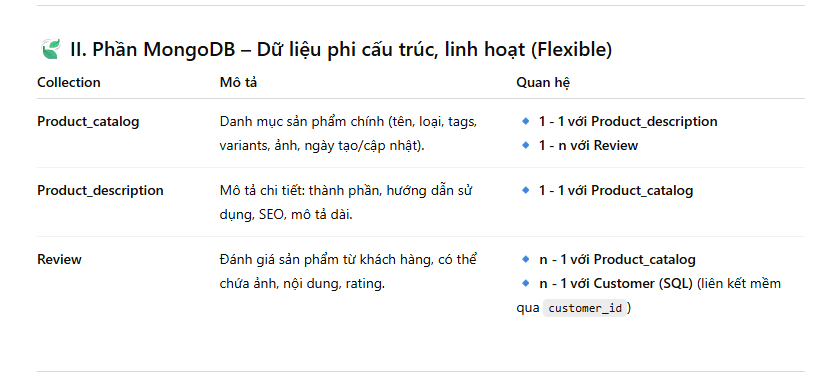 II. Phần MongoDB – Dữ liệu phi cấu trúc, linh hoạt (Flexible)
Collection Mô tả Quan hệ
Product_catalog Danh mục sản phẩm chính (tên, loại, tags, 1 - 1 với Product_description
variants, ảnh, ngày tạo/cập nhật). 1 - n với Review
Product_description Mô tả chi tiết: thành phần, hướng dẫn sử 1 - 1 với Product_catalog
dụng, SEO, mô tả dài.
Review Đánh giá sản phẩm từ khách hàng, có thể n - 1 với Product_catalog
chứa ảnh, nội dung, rating. n - 1 với Customer (SQL) (liên kết mềm
qua customer_id)